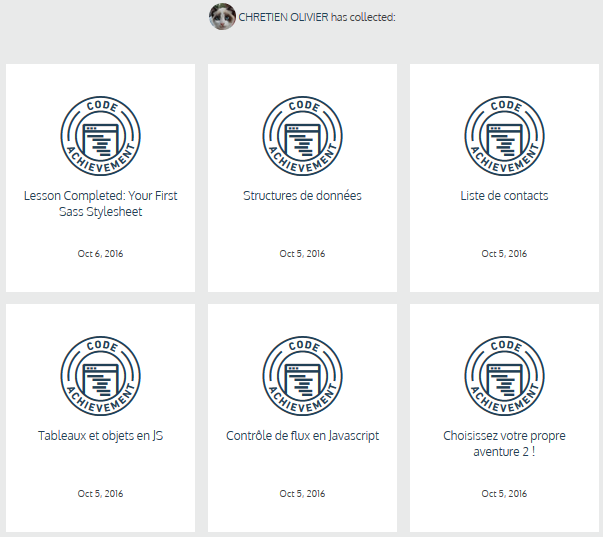 CHRETIEN OLIVIER has collected:
CODE
ACHIEVEMENT
Lesson Completed: Your First
Sass Stylesheet
Oct 6, 2016
CODE
ACHIEVEMENT
Structures de données
Oct 5, 2016
CODE
ACHIEVEMENT
Liste de contacts
Oct 5, 2016
CODE
ACHIEVEMENT
Tableaux et objets en JS
Oct 5, 2016
CODE
ACHIEVEMENT
Contrôle de flux en Javascript
Oct 5, 2016
CODE
ACHIEVEMENT
Choisissez votre propre
aventure 2 !
Oct 5, 2016